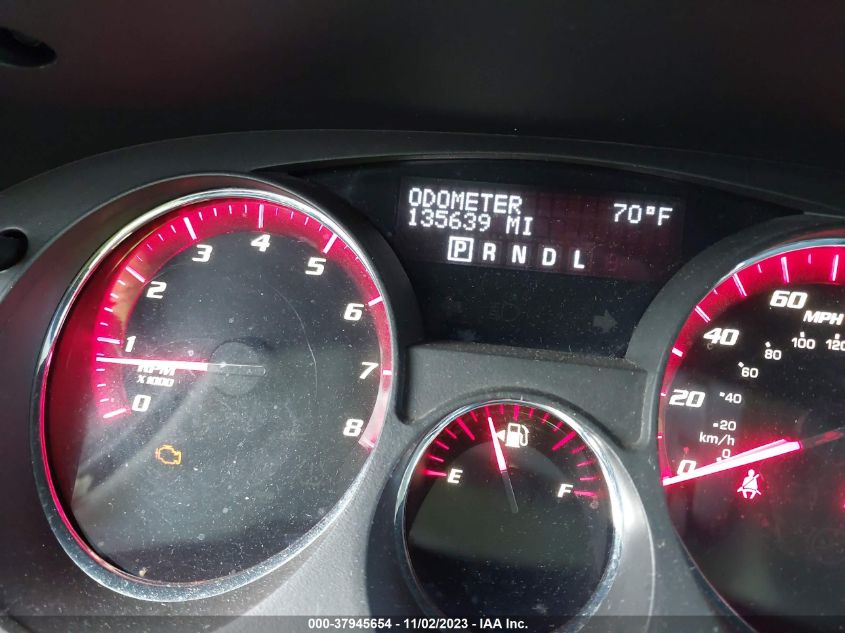 ODOMETER 70°F
135639 MI
P R N D L
0 1 2 3 4 5 6 7 8
RPM
X 1000
E F
0 20 40 60
MPH
0 20 40 60 80 100 120
km/h
000-37945654 - 11/02/2023 - IAA Inc.